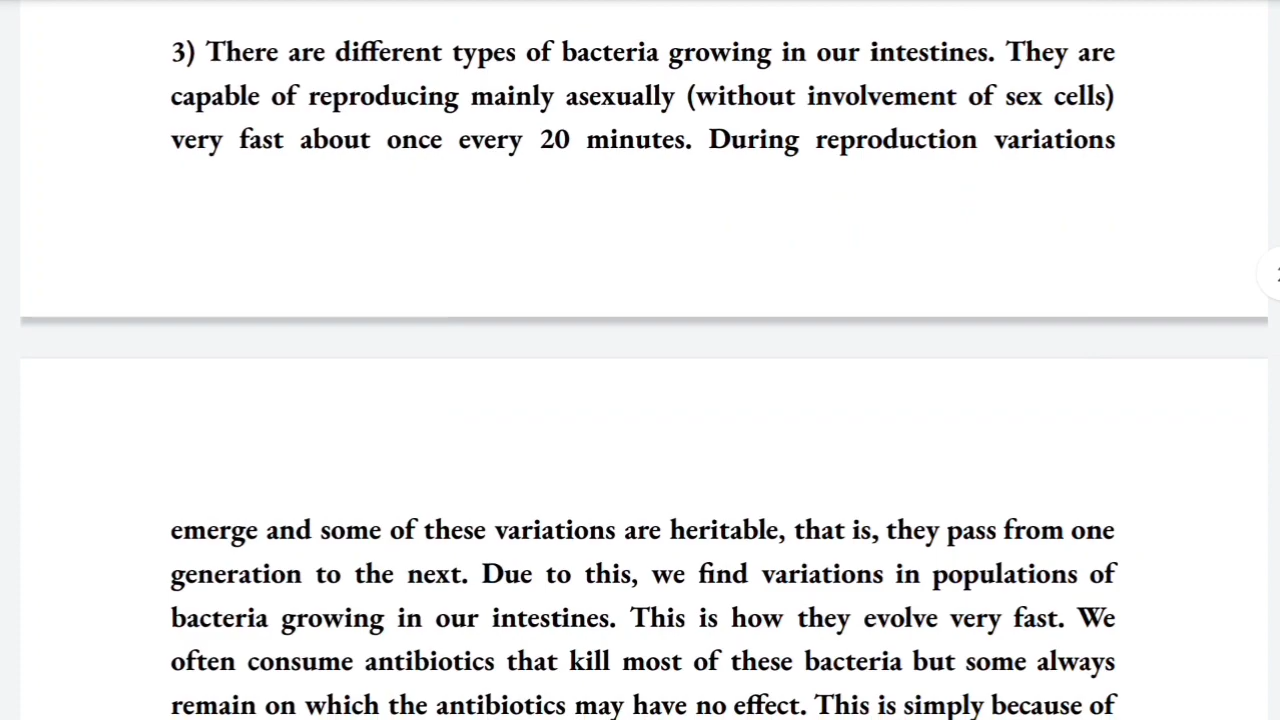 3) There are different types of bacteria growing in our intestines. They are
capable of reproducing mainly asexually (without involvement of sex cells)
very fast about once every 20 minutes. During reproduction variations
emerge and some of these variations are heritable, that is, they pass from one
generation to the next. Due to this, we find variations in populations of
bacteria growing in our intestines. This is how they evolve very fast. We
often consume antibiotics that kill most of these bacteria but some always
remain on which the antibiotics may have no effect. This is simply because of